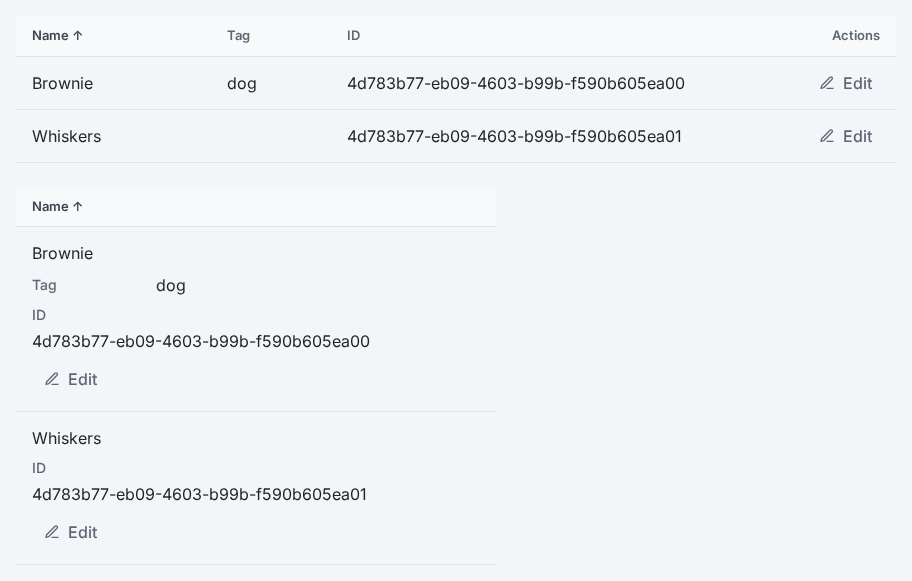 Name ↑ Tag ID Actions
Brownie dog 4d783b77-eb09-4603-b99b-f590b605ea00 Edit
Whiskers 4d783b77-eb09-4603-b99b-f590b605ea01 Edit
Name ↑
Brownie
Tag dog
ID
4d783b77-eb09-4603-b99b-f590b605ea00
Edit
Whiskers
ID
4d783b77-eb09-4603-b99b-f590b605ea01
Edit